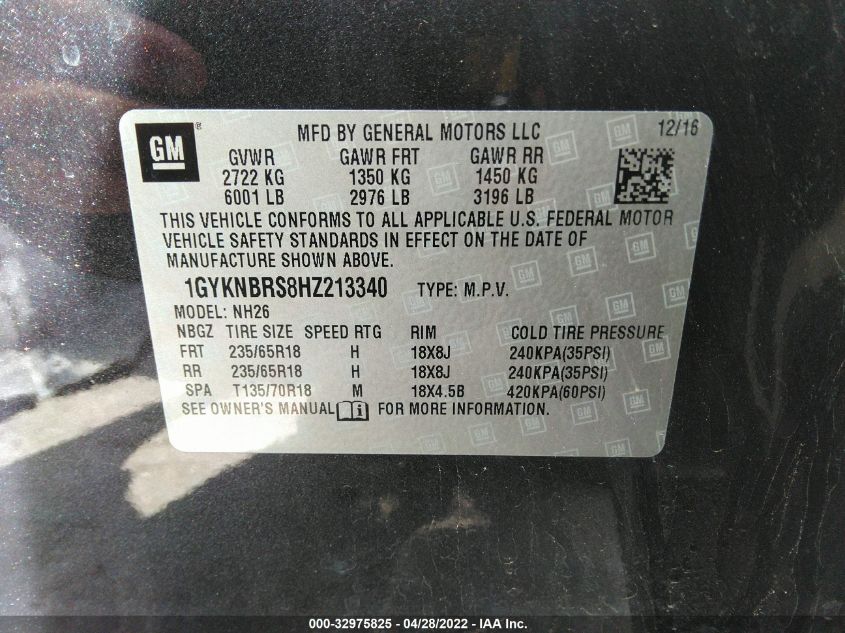 GM ® MFD BY GENERAL MOTORS LLC 12/16
GVWR GAWR FRT GAWR RR
2722 KG 1350 KG 1450 KG
6001 LB 2976 LB 3196 LB
THIS VEHICLE CONFORMS TO ALL APPLICABLE U.S. FEDERAL MOTOR
VEHICLE SAFETY STANDARDS IN EFFECT ON THE DATE OF
MANUFACTURE SHOWN ABOVE.
1GYKNBRS8HZ213340 TYPE: M.P.V.
MODEL: NH26
NBGZ TIRE SIZE SPEED RTG RIM COLD TIRE PRESSURE
FRT 235/65R18 H 18X8J 240KPA(35PSI)
RR 235/65R18 H 18X8J 240KPA(35PSI)
SPA T135/70R18 M 18X4.5B 420KPA(60PSI)
SEE OWNER'S MANUAL i FOR MORE INFORMATION.
000-32975825 - 04/28/2022 - IAA Inc.